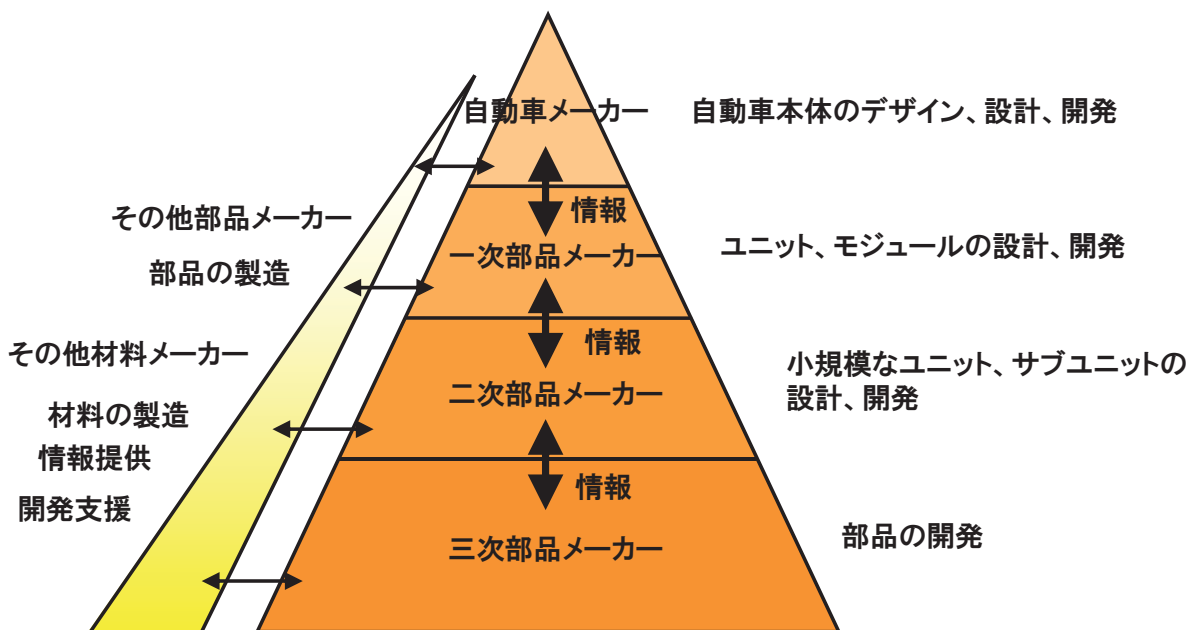 自動車メーカー
自動車本体のデザイン、設計、開発
情報
その他部品メーカー
一次部品メーカー
ユニット、モジュールの設計、開発
部品の製造
情報
その他材料メーカー
小規模なユニット、サブユニットの
設計、開発
二次部品メーカー
材料の製造
情報提供
情報
開発支援
三次部品メーカー
部品の開発